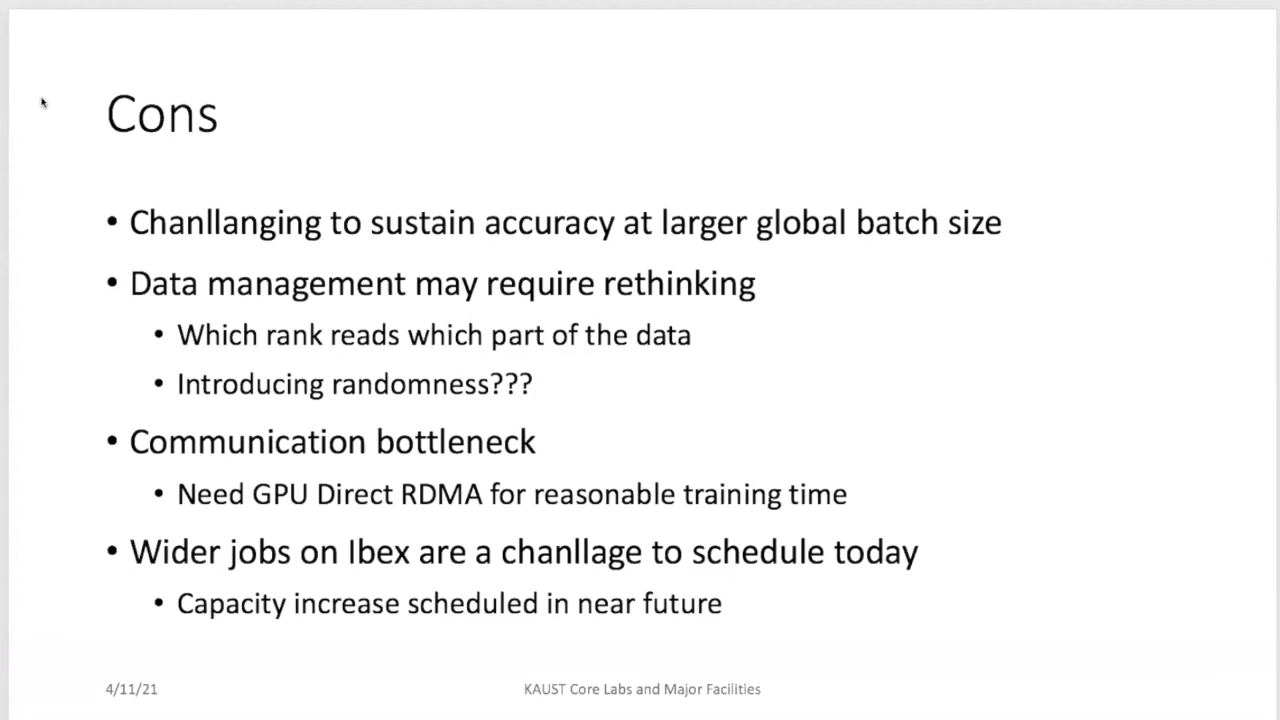 Cons
• Chanllanging to sustain accuracy at larger global batch size
• Data management may require rethinking
• Which rank reads which part of the data
• Introducing randomness???
• Communication bottleneck
• Need GPU Direct RDMA for reasonable training time
• Wider jobs on Ibex are a chanllage to schedule today
• Capacity increase scheduled in near future
4/11/21
KAUST Core Labs and Major Facilities